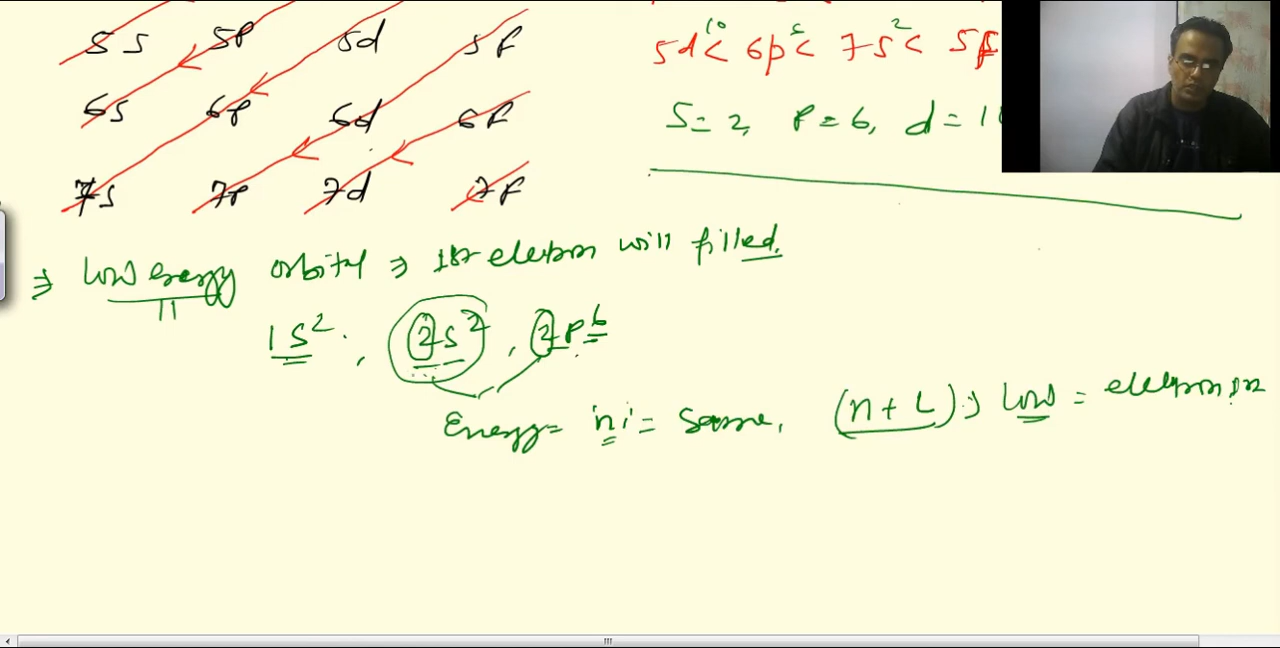 5s 5p 5d 5f
5d¹⁰< 6p⁶< 7s²< 5f
6s 6p 6d 6f
S=2, P=6, d=1
7s 7p 7d 7f
⇒ Low energy orbital ⇒ 1st electron will filled.
1s², 2s², 2p⁶
Energy= 'n'= same, (n+L) ⇒ Low = electron 1st